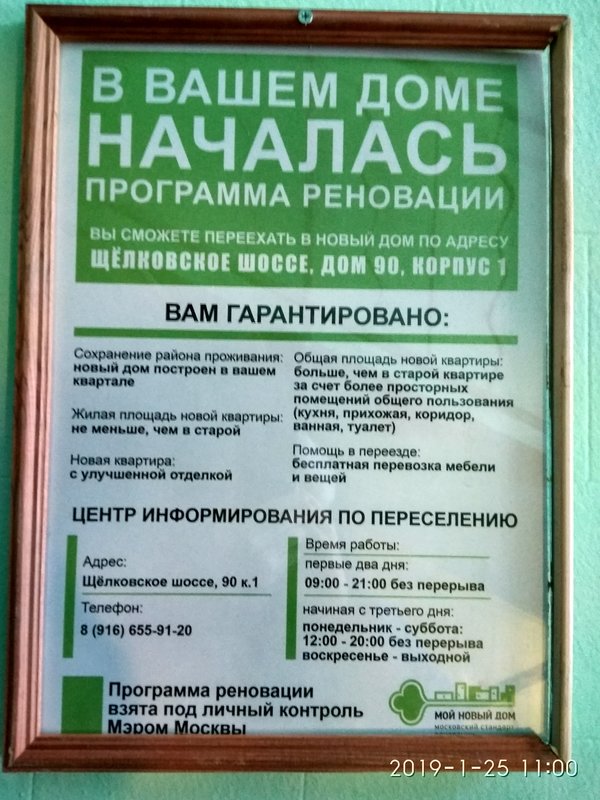 В ВАШЕМ ДОМЕ
НАЧАЛАСЬ
ПРОГРАММА РЕНОВАЦИИ
ВЫ СМОЖЕТЕ ПЕРЕЕХАТЬ В НОВЫЙ ДОМ ПО АДРЕСУ
ЩЁЛКОВСКОЕ ШОССЕ, ДОМ 90, КОРПУС 1
ВАМ ГАРАНТИРОВАНО:
Сохранение района проживания:
новый дом построен в вашем
квартале
Жилая площадь новой квартиры:
не меньше, чем в старой
Новая квартира:
с улучшенной отделкой
Общая площадь новой квартиры:
больше, чем в старой квартире
за счет более просторных
помещений общего пользования
(кухня, прихожая, коридор,
ванная, туалет)
Помощь в переезде:
бесплатная перевозка мебели
и вещей
ЦЕНТР ИНФОРМИРОВАНИЯ ПО ПЕРЕСЕЛЕНИЮ
Адрес:
Щёлковское шоссе, 90 к.1
Телефон:
8 (916) 655-91-20
Время работы:
первые два дня:
09:00 - 21:00 без перерыва
начиная с третьего дня:
понедельник - суббота:
12:00 - 20:00 без перерыва
воскресенье - выходной
Программа реновации
взята под личный контроль
Мэром Москвы
МОЙ НОВЫЙ ДОМ
московский стандарт
2019-1-25 11:00